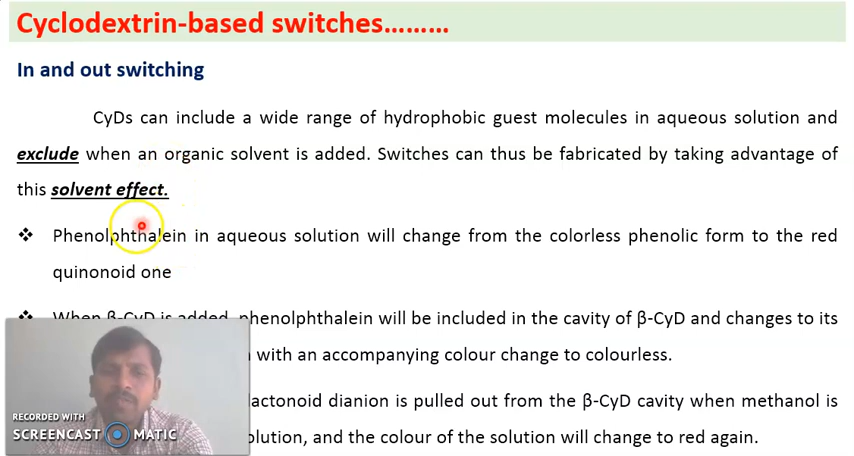 Cyclodextrin-based switches.........
In and out switching
CyDs can include a wide range of hydrophobic guest molecules in aqueous solution and
exclude when an organic solvent is added. Switches can thus be fabricated by taking advantage of
this solvent effect.
❖ Phenolphthalein in aqueous solution will change from the colorless phenolic form to the red
quinonoid one
❖ When β-CyD is added, phenolphthalein will be included in the cavity of β-CyD and changes to its
with an accompanying colour change to colourless.
lactonoid dianion is pulled out from the β-CyD cavity when methanol is
and the colour of the solution will change to red again.
RECORDED WITH
SCREENCAST MATIC